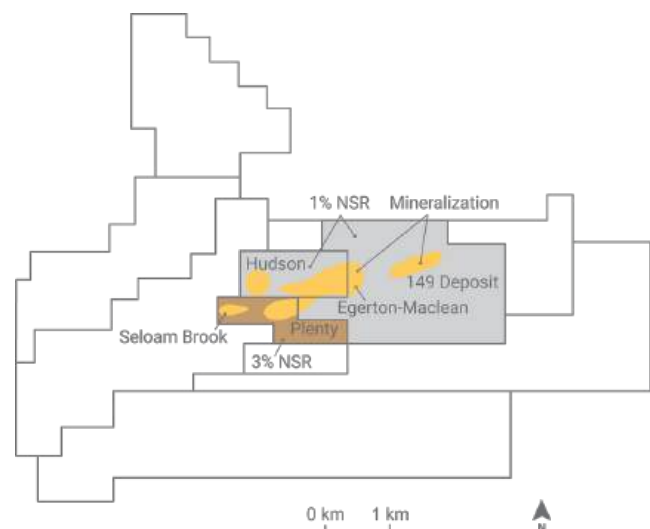 1% NSR
Mineralization
Hudson
149 Deposit
Egerton-Maclean
Seloam Brook
Plenty
3% NSR
0 km 1 km
N